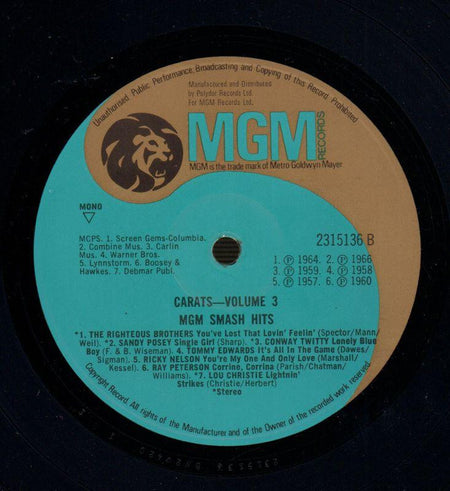 Unauthorised Public Performance, Broadcasting and Copying of this Record Prohibited
Manufactured and Distributed
by Polydor Records Ltd.
For MGM Records Ltd.
MGM
RECORDS
MGM is the trade mark of Metro-Goldwyn Mayer
MONO
MCPS. 1. Screen Gems-Columbia.
2. Combine Mus. 3. Carlin
Mus. 4. Warner Bros.
5. Lynnstorm. 6. Boosey &
Hawkes. 7. Debmar Publ.
2315136 B
1. ℗ 1964. 2. ℗ 1966
3. ℗ 1959. 4. ℗ 1958
5. ℗ 1957. 6. ℗ 1960
CARATS—VOLUME 3
MGM SMASH HITS
*1. THE RIGHTEOUS BROTHERS You've Lost That Lovin' Feelin' (Spector/Mann/
Weil). *2. SANDY POSEY Single Girl (Sharp). *3. CONWAY TWITTY Lonely Blue
Boy (F. & B. Wiseman). 4. TOMMY EDWARDS It's All In The Game (Dawes/
Sigman). 5. RICKY NELSON You're My One And Only Love (Marshall/
Kessel). 6. RAY PETERSON Corrine, Corrina (Parish/Chatman/
Williams). *7. LOU CHRISTIE Lightnin'
Strikes (Christie/Herbert)
*Stereo
Copyright Record. All rights of the Manufacturer and of the Owner of the recorded work reserved.